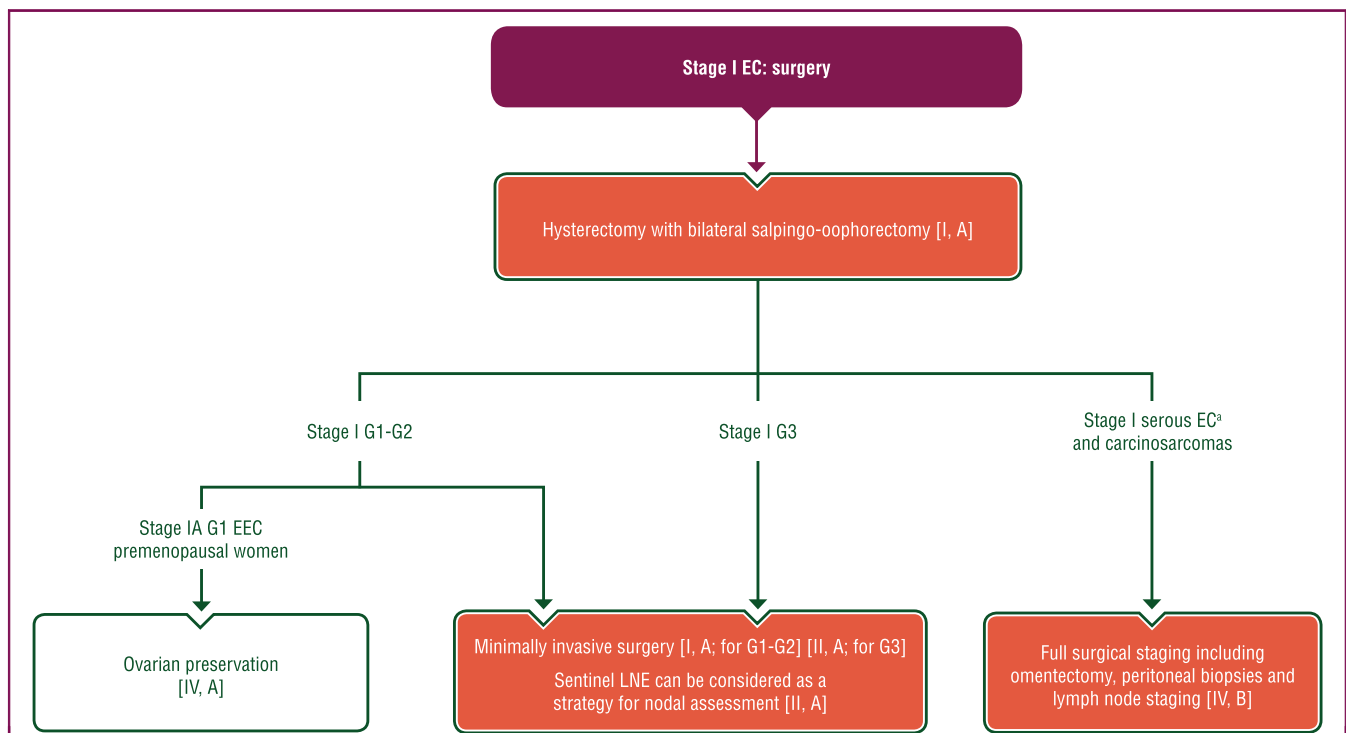 Stage I EC: surgery
Hysterectomy with bilateral salpingo-oophorectomy [I, A]
Stage I G1-G2
Stage I G3
Stage I serous ECᵃ
and carcinosarcomas
Stage IA G1 EEC
premenopausal women
Ovarian preservation
[IV, A]
Minimally invasive surgery [I, A; for G1-G2] [II, A; for G3]
Sentinel LNE can be considered as a
strategy for nodal assessment [II, A]
Full surgical staging including
omentectomy, peritoneal biopsies and
lymph node staging [IV, B]